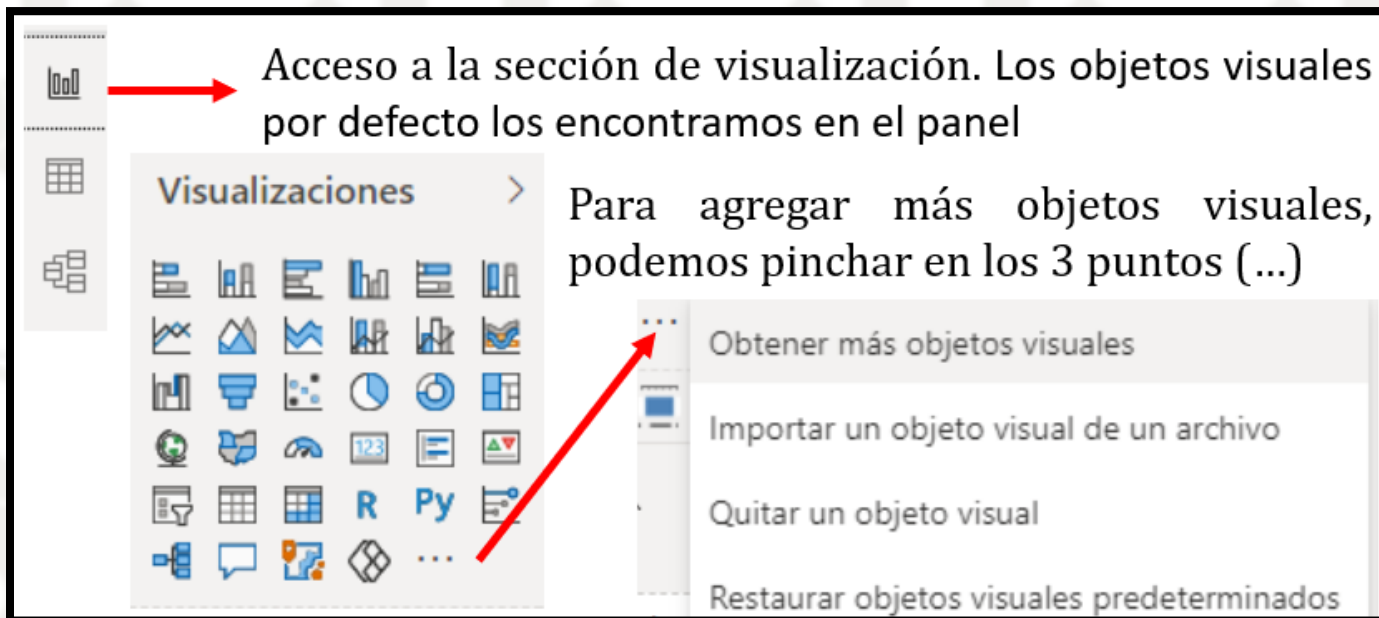 Acceso a la sección de visualización. Los objetos visuales
por defecto los encontramos en el panel
Visualizaciones
Para agregar más objetos visuales,
podemos pinchar en los 3 puntos (...)
123
R Py
Obtener más objetos visuales
Importar un objeto visual de un archivo
Quitar un objeto visual
Restaurar objetos visuales predeterminados